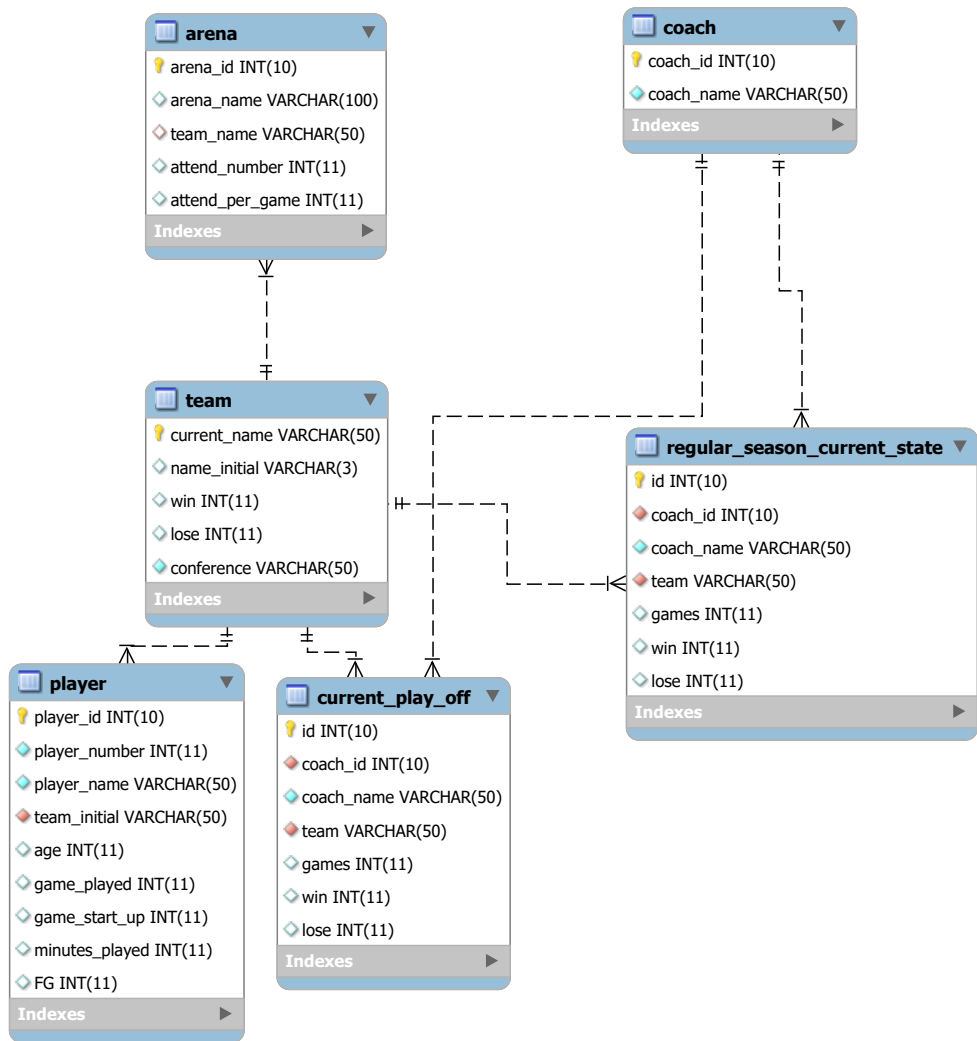 arena
arena_id INT(10)
arena_name VARCHAR(100)
team_name VARCHAR(50)
attend_number INT(11)
attend_per_game INT(11)
Indexes
coach
coach_id INT(10)
coach_name VARCHAR(50)
Indexes
team
current_name VARCHAR(50)
name_initial VARCHAR(3)
win INT(11)
lose INT(11)
conference VARCHAR(50)
Indexes
regular_season_current_state
id INT(10)
coach_id INT(10)
coach_name VARCHAR(50)
team VARCHAR(50)
games INT(11)
win INT(11)
lose INT(11)
Indexes
player
player_id INT(10)
player_number INT(11)
player_name VARCHAR(50)
team_initial VARCHAR(50)
age INT(11)
game_played INT(11)
game_start_up INT(11)
minutes_played INT(11)
FG INT(11)
Indexes
current_play_off
id INT(10)
coach_id INT(10)
coach_name VARCHAR(50)
team VARCHAR(50)
games INT(11)
win INT(11)
lose INT(11)
Indexes